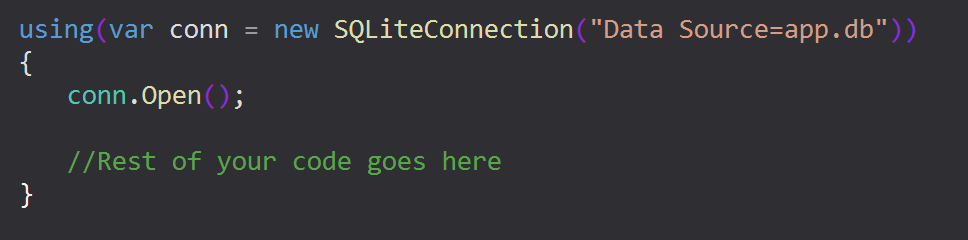 using(var conn = new SQLiteConnection("Data Source=app.db"))
{
conn.Open();
//Rest of your code goes here
}